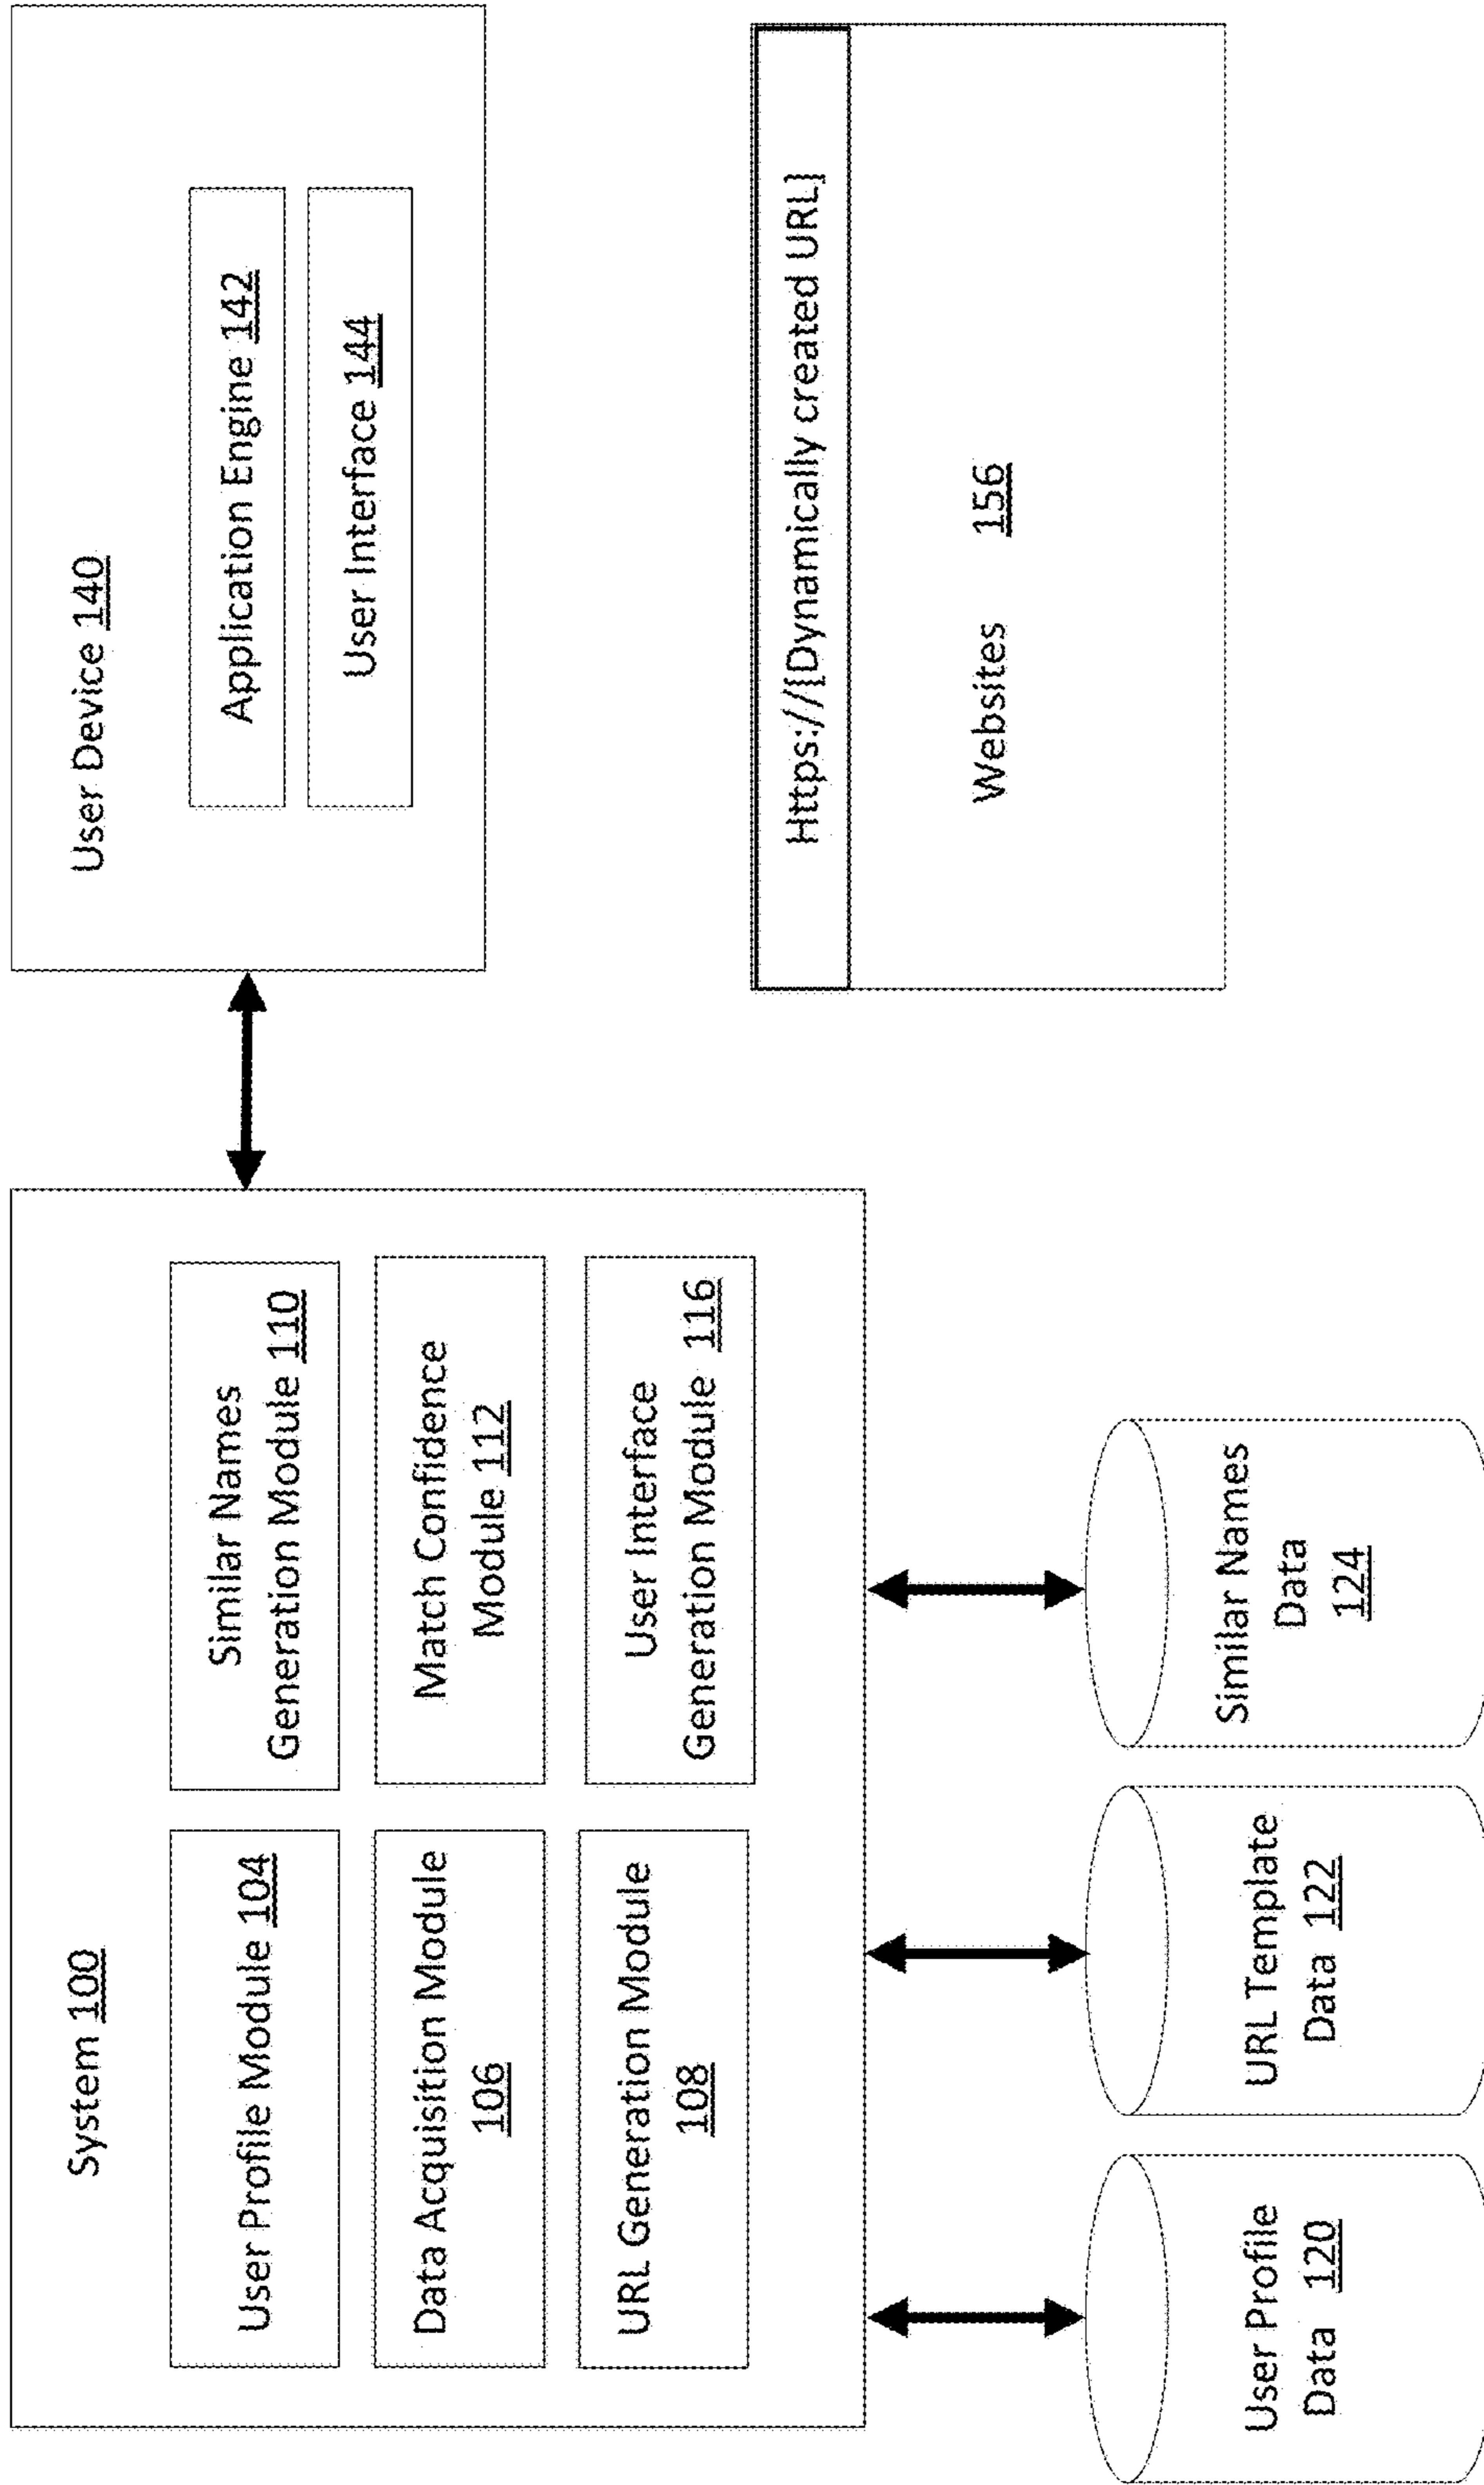 System 100
User Profile Module 104
Data Acquisition Module
106
URL Generation Module
108
Similar Names
Generation Module 110
Match Confidence
Module 112
User Interface
Generation Module 116
User Profile
Data 120
URL Template
Data 122
Similar Names
Data
124
User Device 140
Application Engine 142
User Interface 144
Https://[Dynamically created URL]
Websites 156